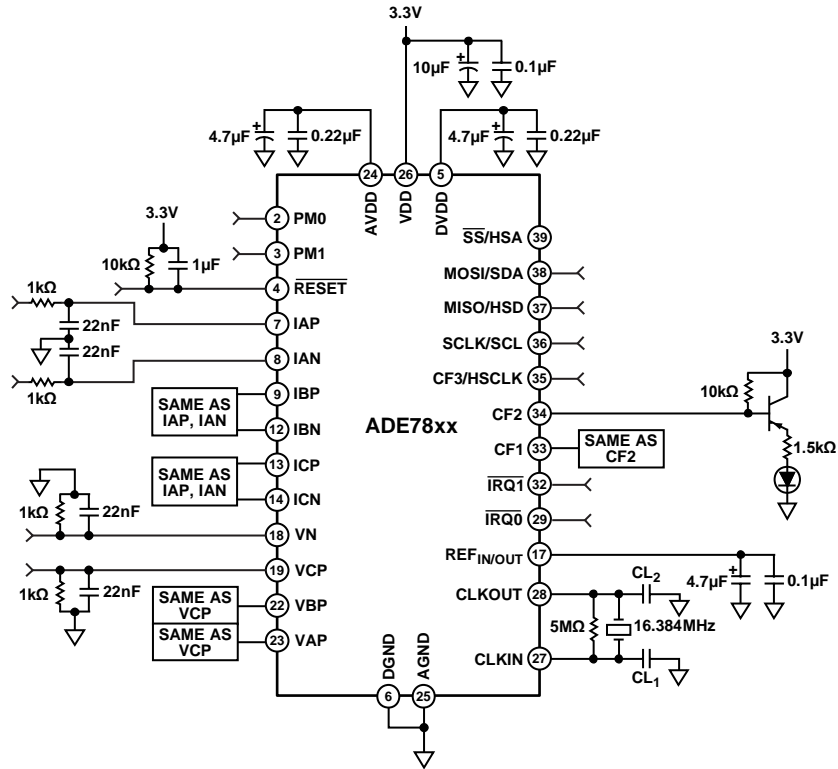 3.3V
10µF
0.1µF
4.7µF
0.22µF
4.7µF
0.22µF
24
26
5
AVDD
VDD
DVDD
3.3V
10kΩ
1µF
2 PM0
3 PM1
4 RESET
1kΩ
22nF
7 IAP
22nF
8 IAN
1kΩ
SAME AS
IAP, IAN
9 IBP
12 IBN
SAME AS
IAP, IAN
13 ICP
14 ICN
1kΩ
22nF
18 VN
19 VCP
1kΩ
22nF
SAME AS
VCP
22 VBP
SAME AS
VCP
23 VAP
ADE78xx
SS/HSA 39
MOSI/SDA 38
MISO/HSD 37
SCLK/SCL 36
CF3/HSCLK 35
CF2 34
CF1 33
SAME AS
CF2
IRQ1 32
IRQ0 29
REFIN/OUT 17
CLKOUT 28
CLKIN 27
3.3V
10kΩ
1.5kΩ
4.7µF
0.1µF
CL2
5MΩ
16.384MHz
CL1
DGND
AGND
6
25